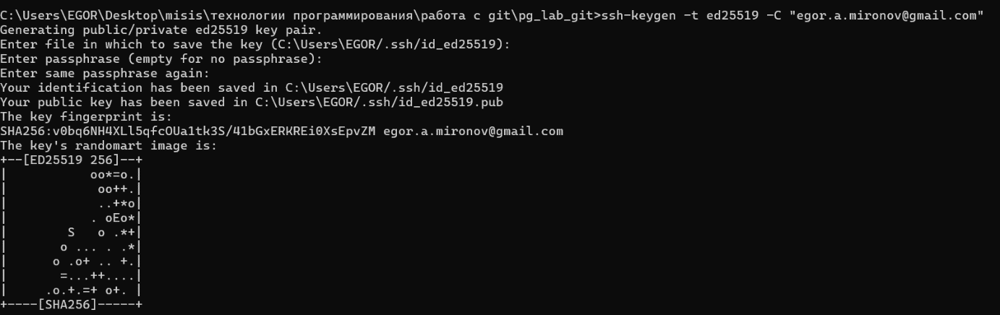 C:\Users\EGOR\Desktop\misis\технологии программирования\работа с git\pg_lab_git>ssh-keygen -t ed25519 -C "egor.a.mironov@gmail.com"
Generating public/private ed25519 key pair.
Enter file in which to save the key (C:\Users\EGOR/.ssh/id_ed25519):
Enter passphrase (empty for no passphrase):
Enter same passphrase again:
Your identification has been saved in C:\Users\EGOR/.ssh/id_ed25519
Your public key has been saved in C:\Users\EGOR/.ssh/id_ed25519.pub
The key fingerprint is:
SHA256:v0bq6NH4XLl5qfcOUa1tk3S/41bGxERKREi0XsEpvZM egor.a.mironov@gmail.com
The key's randomart image is:
+--[ED25519 256]--+
|           oo*=o.|
|            oo++.|
|            ..+*o|
|           . oEo*|
|        S   o .*+|
|       o ... . .*|
|      o .o+ .. +.|
|       =...++....|
|     .o.+.=+ o+. |
+----[SHA256]-----+